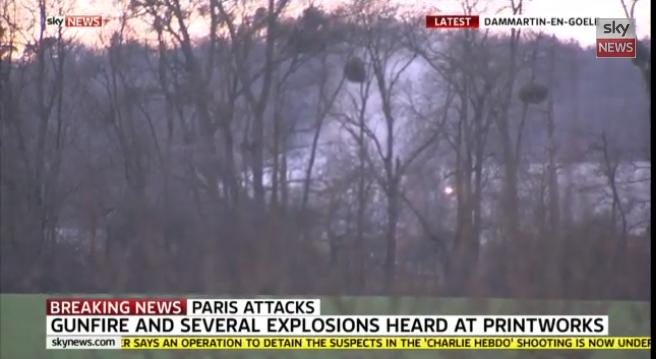 sky NEWS
LATEST DAMMARTIN-EN-GOELE
sky
NEWS
BREAKING NEWS PARIS ATTACKS
GUNFIRE AND SEVERAL EXPLOSIONS HEARD AT PRINTWORKS
skynews.com ER SAYS AN OPERATION TO DETAIN THE SUSPECTS IN THE 'CHARLIE HEBDO' SHOOTING IS NOW UNDER